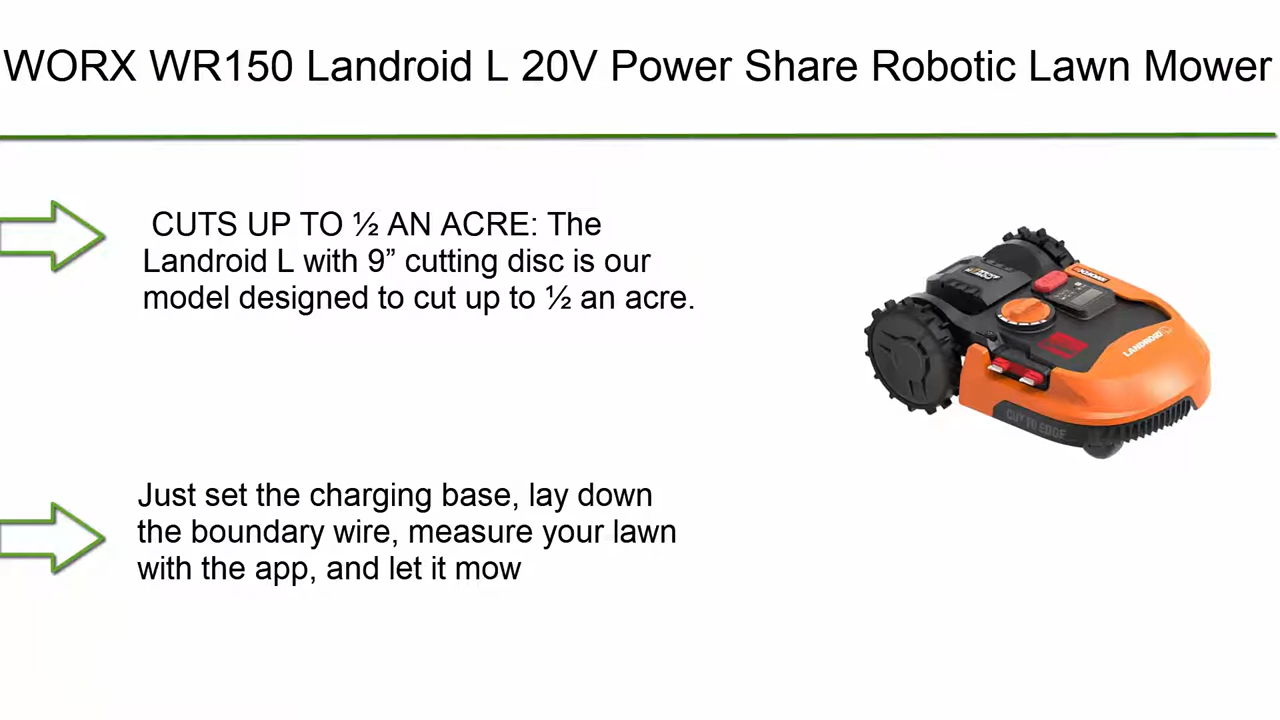 WORX WR150 Landroid L 20V Power Share Robotic Lawn Mower
CUTS UP TO ½ AN ACRE: The
Landroid L with 9” cutting disc is our
model designed to cut up to ½ an acre.
LANDROID
CUT TO EDGE
Just set the charging base, lay down
the boundary wire, measure your lawn
with the app, and let it mow